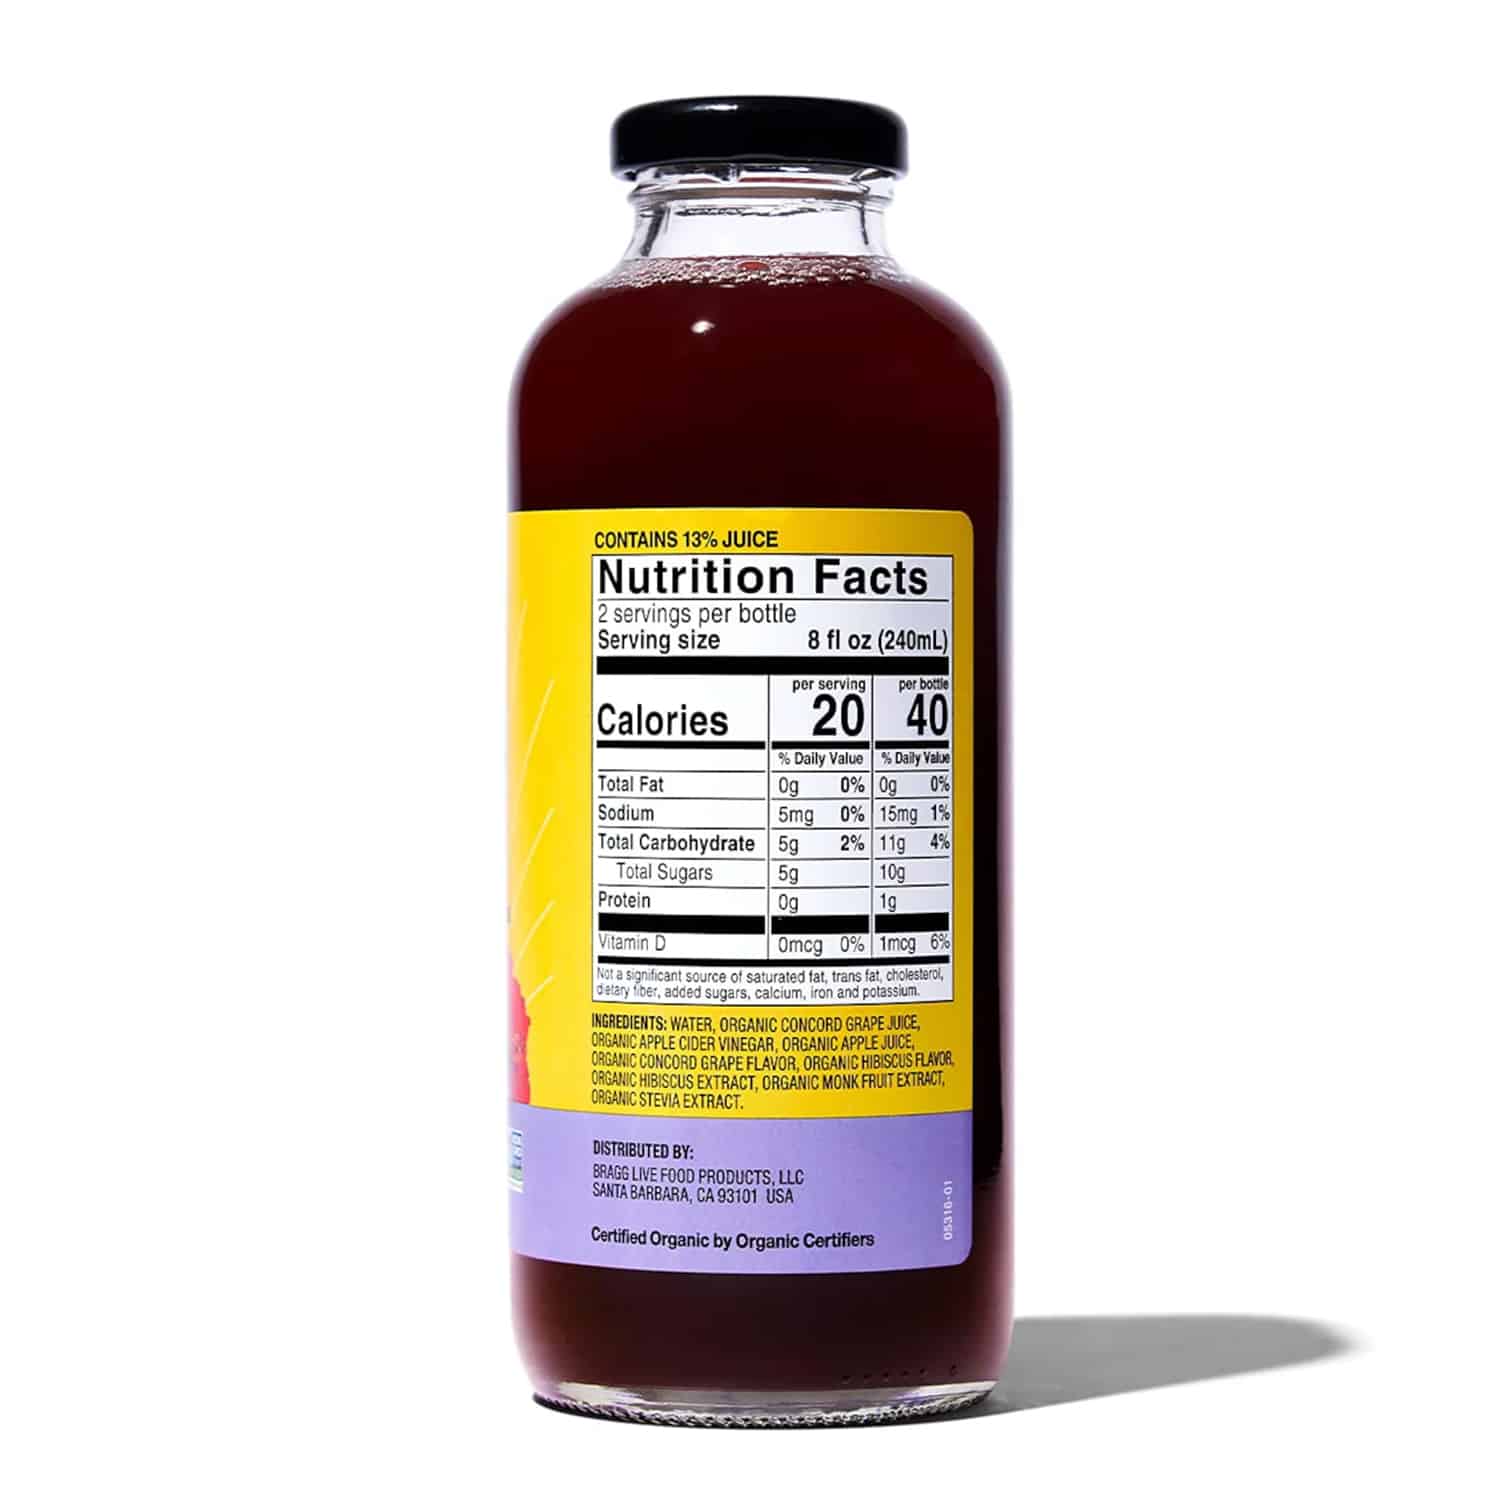 CONTAINS 13% JUICE
Nutrition Facts
2 servings per bottle
Serving size 8 fl oz (240mL)
per serving per bottle
Calories 20 40
% Daily Value % Daily Value
Total Fat 0g 0% 0g 0%
Sodium 5mg 0% 15mg 1%
Total Carbohydrate 5g 2% 11g 4%
Total Sugars 5g 10g
Protein 0g 1g
Vitamin D 0mcg 0% 1mcg 6%
Not a significant source of saturated fat, trans fat, cholesterol,
dietary fiber, added sugars, calcium, iron and potassium.
INGREDIENTS: WATER, ORGANIC CONCORD GRAPE JUICE,
ORGANIC APPLE CIDER VINEGAR, ORGANIC APPLE JUICE,
ORGANIC CONCORD GRAPE FLAVOR, ORGANIC HIBISCUS FLAVOR,
ORGANIC HIBISCUS EXTRACT, ORGANIC MONK FRUIT EXTRACT,
ORGANIC STEVIA EXTRACT.
DISTRIBUTED BY:
BRAGG LIVE FOOD PRODUCTS, LLC
SANTA BARBARA, CA 93101 USA
Certified Organic by Organic Certifiers
05316-01